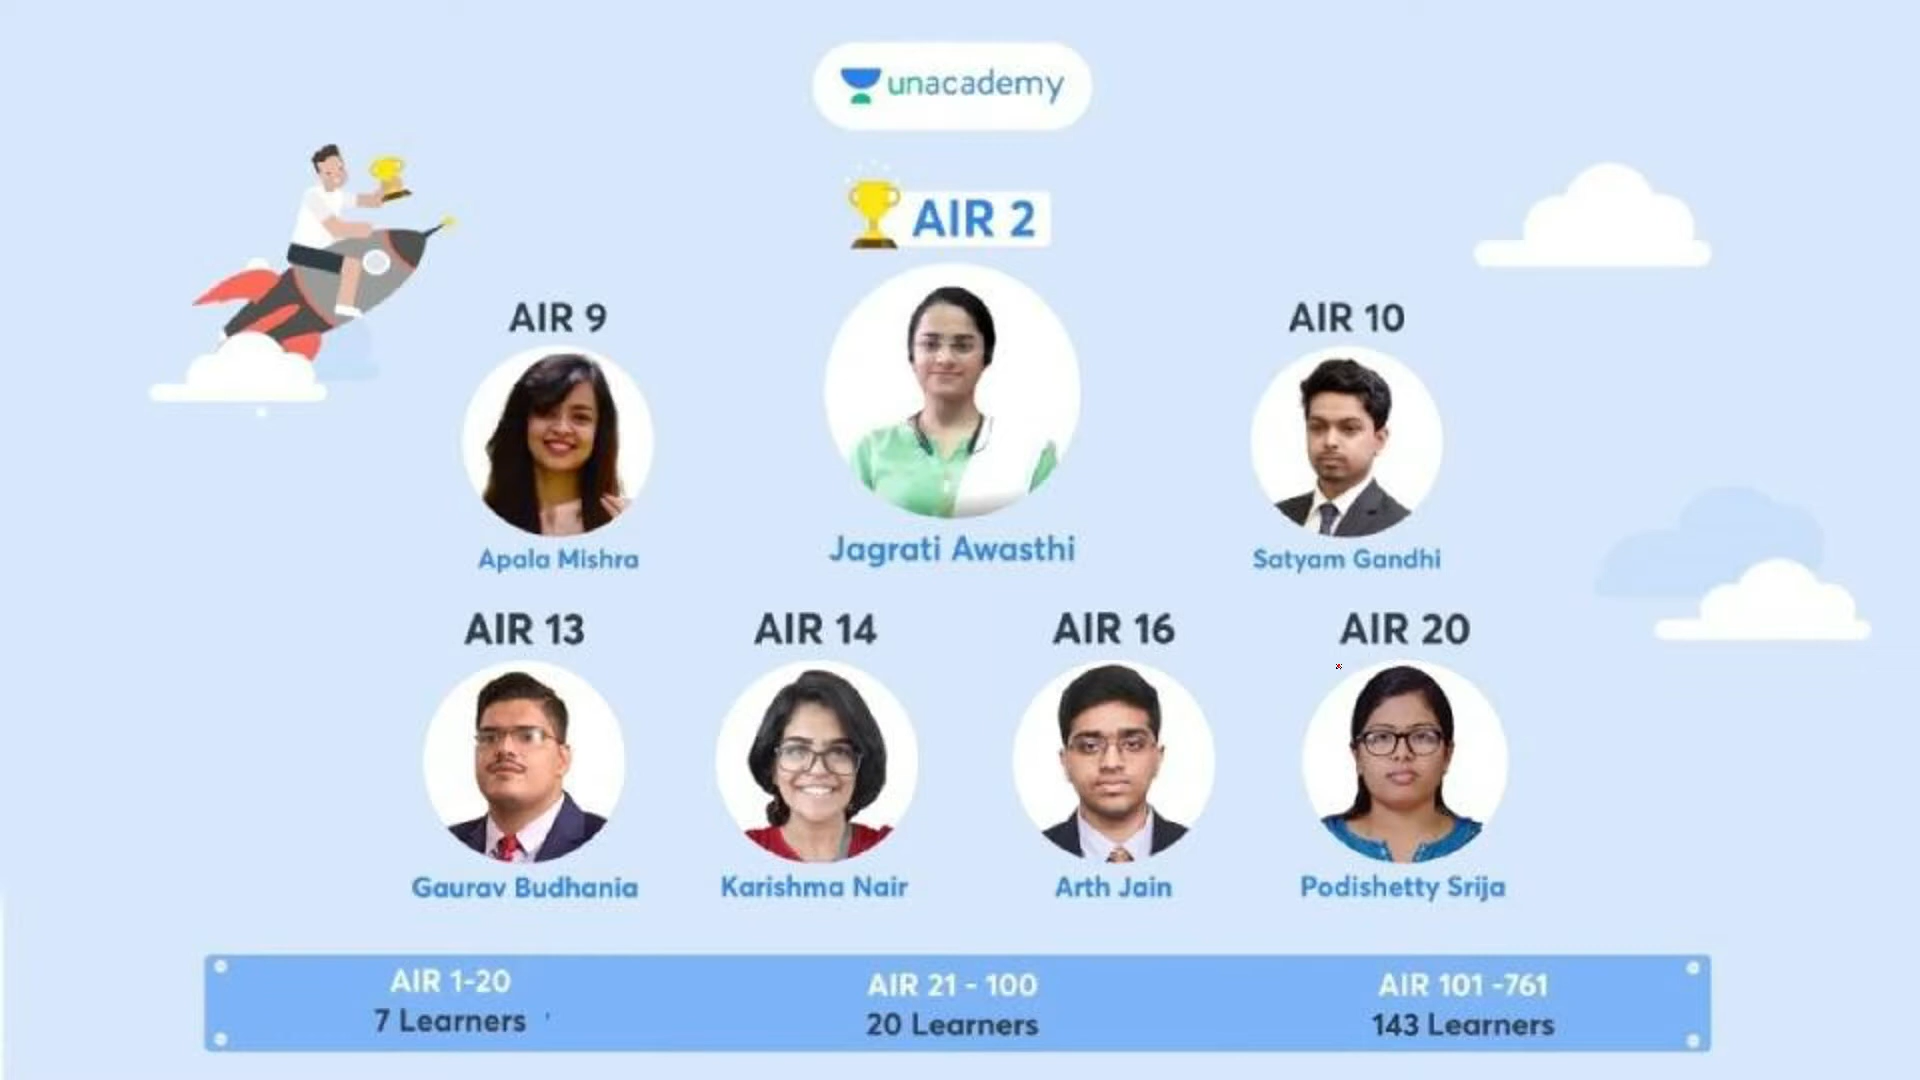 unacademy
AIR 2
AIR 9
AIR 10
Apala Mishra
Jagrati Awasthi
Satyam Gandhi
AIR 13
AIR 14
AIR 16
AIR 20
Gaurav Budhania
Karishma Nair
Arth Jain
Podishetty Srija
AIR 1-20
7 Learners
AIR 21 - 100
20 Learners
AIR 101 -761
143 Learners